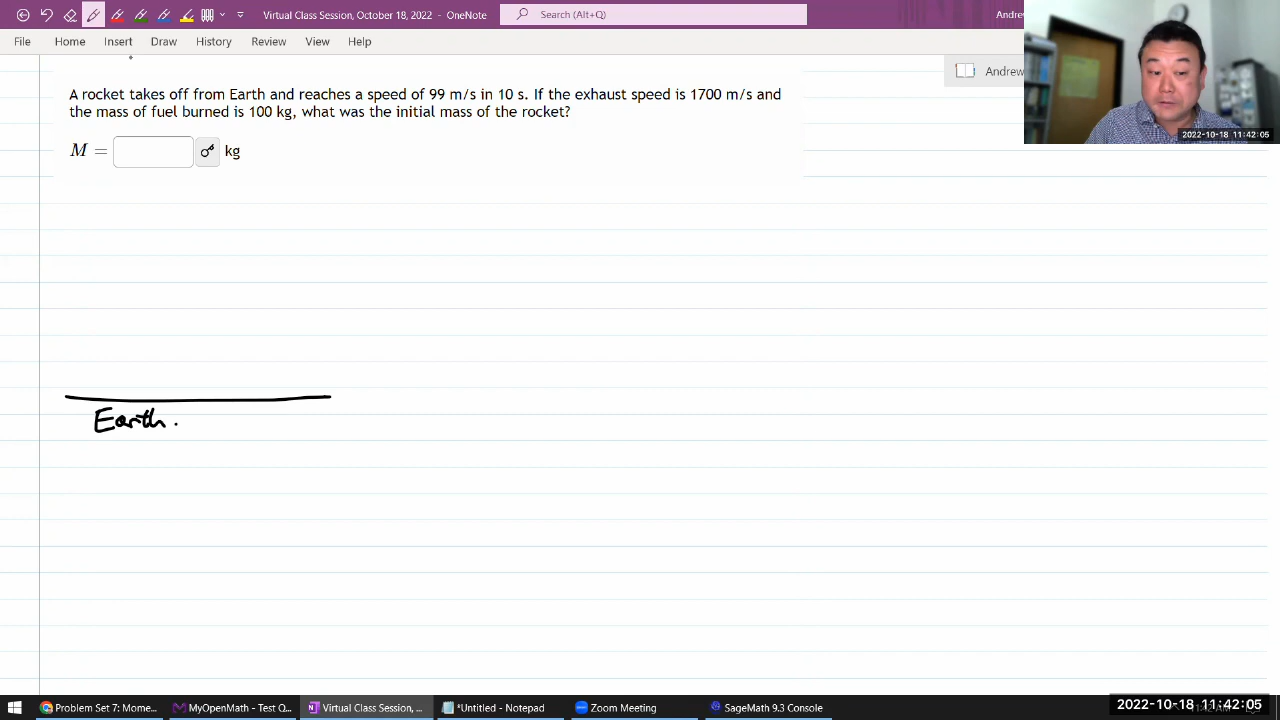 Virtual Class Session, October 18, 2022 - OneNote
Search (Alt+Q)
Andrew
File Home Insert Draw History Review View Help
Andrew
2022-10-18 11:42:05
A rocket takes off from Earth and reaches a speed of 99 m/s in 10 s. If the exhaust speed is 1700 m/s and
the mass of fuel burned is 100 kg, what was the initial mass of the rocket?
M = kg
Earth.
Problem Set 7: Mome...
MyOpenMath - Test Q...
Virtual Class Session, ...
*Untitled - Notepad
Zoom Meeting
SageMath 9.3 Console
2022-10-18 11:42:05